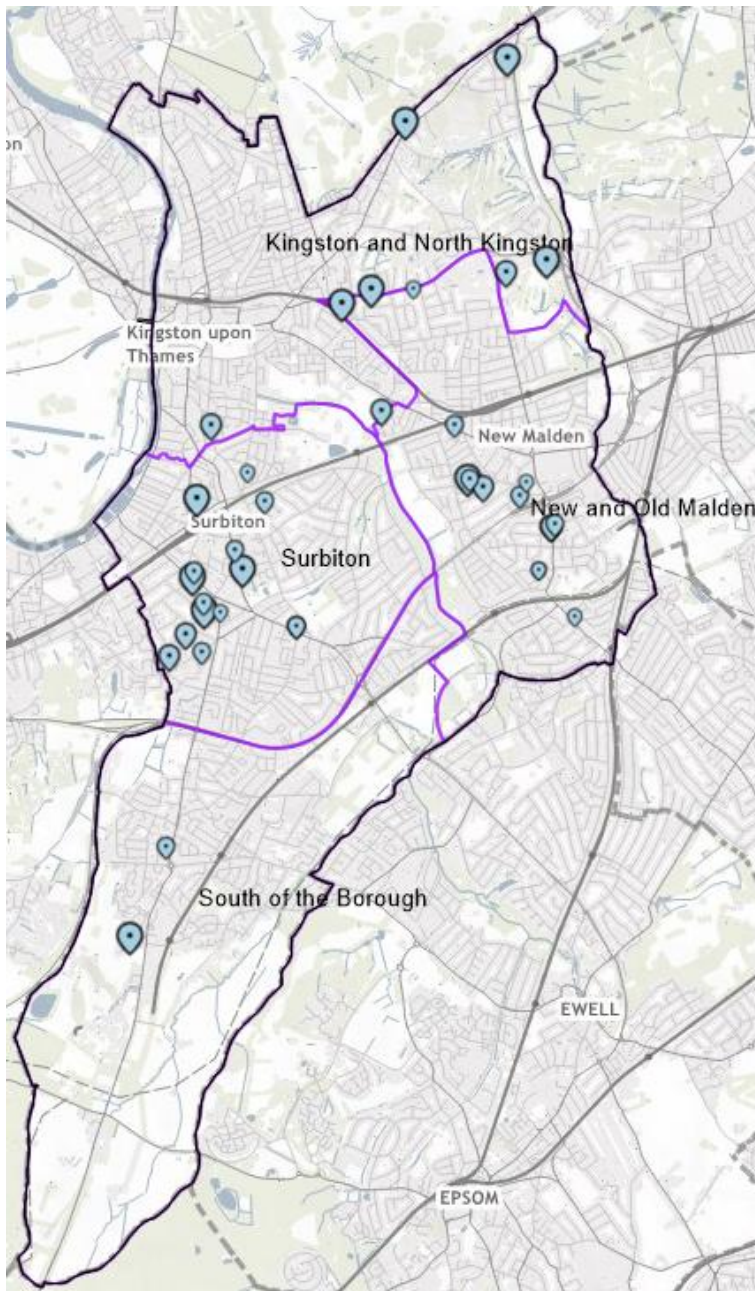 on
Kingston and North Kingston
Kingston upon
Thames
New Malden
New and Old Malden
Surbiton
Surbiton
South of the Borough
EWELL
EPSOM